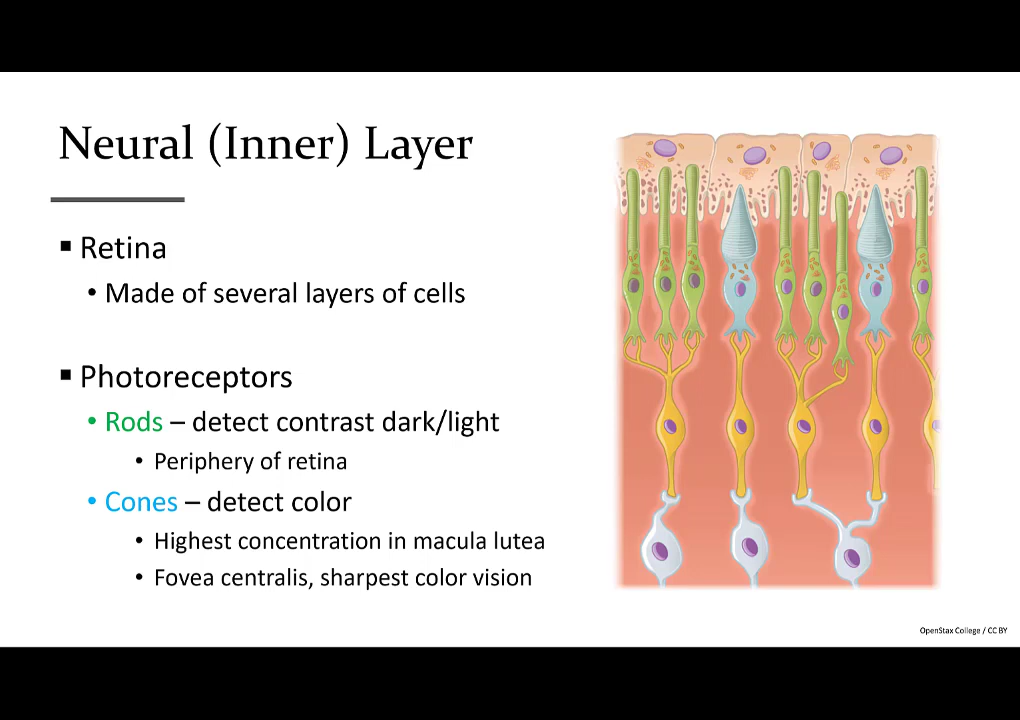 Neural (Inner) Layer
▪ Retina
• Made of several layers of cells
▪ Photoreceptors
• Rods – detect contrast dark/light
• Periphery of retina
• Cones – detect color
• Highest concentration in macula lutea
• Fovea centralis, sharpest color vision
OpenStax College / CC BY